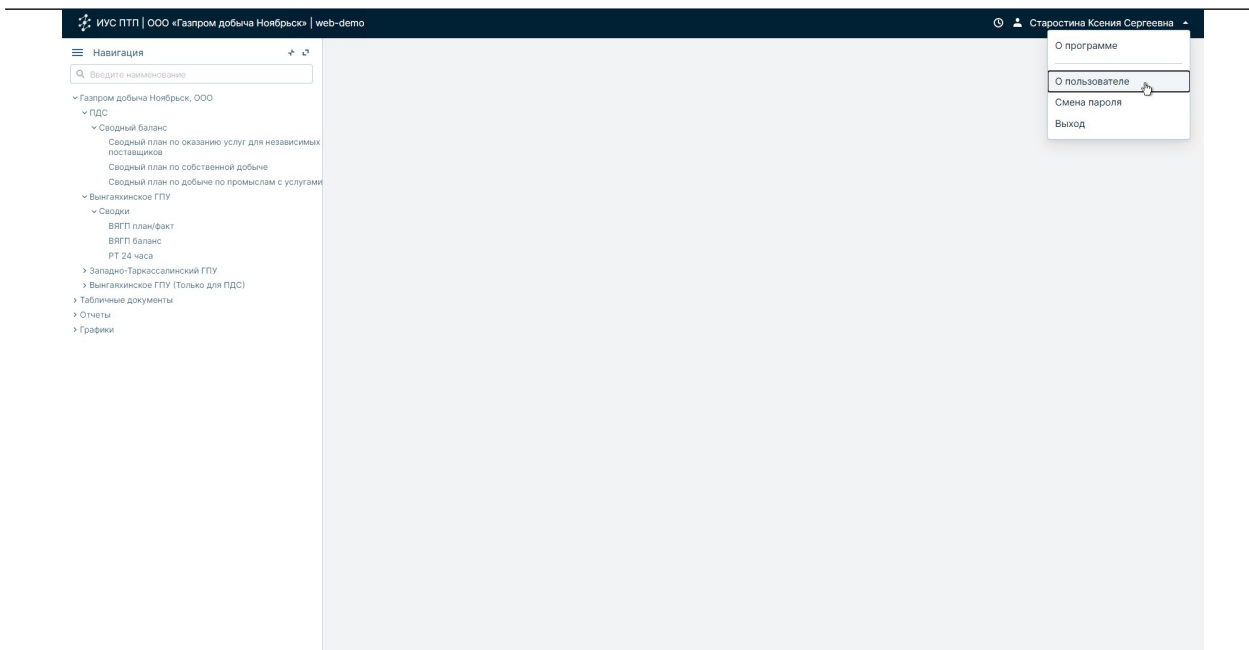 ИУС ПТП | ООО «Газпром добыча Ноябрьск» | web-demo
Старостина Ксения Сергеевна
Навигация
Введите наименование
Газпром добыча Ноябрьск, ООО
ПДС
Сводный баланс
Сводный план по оказанию услуг для независимых
поставщиков
Сводный план по собственной добыче
Сводный план по добыче по промыслам с услугами
Вынгаяхинское ГПУ
Сводки
ВЯГП план/факт
ВЯГП баланс
РТ 24 часа
Западно-Таркассалинский ГПУ
Вынгаяхинское ГПУ (Только для ПДС)
Табличные документы
Отчеты
Графики
О программе
О пользователе
Смена пароля
Выход